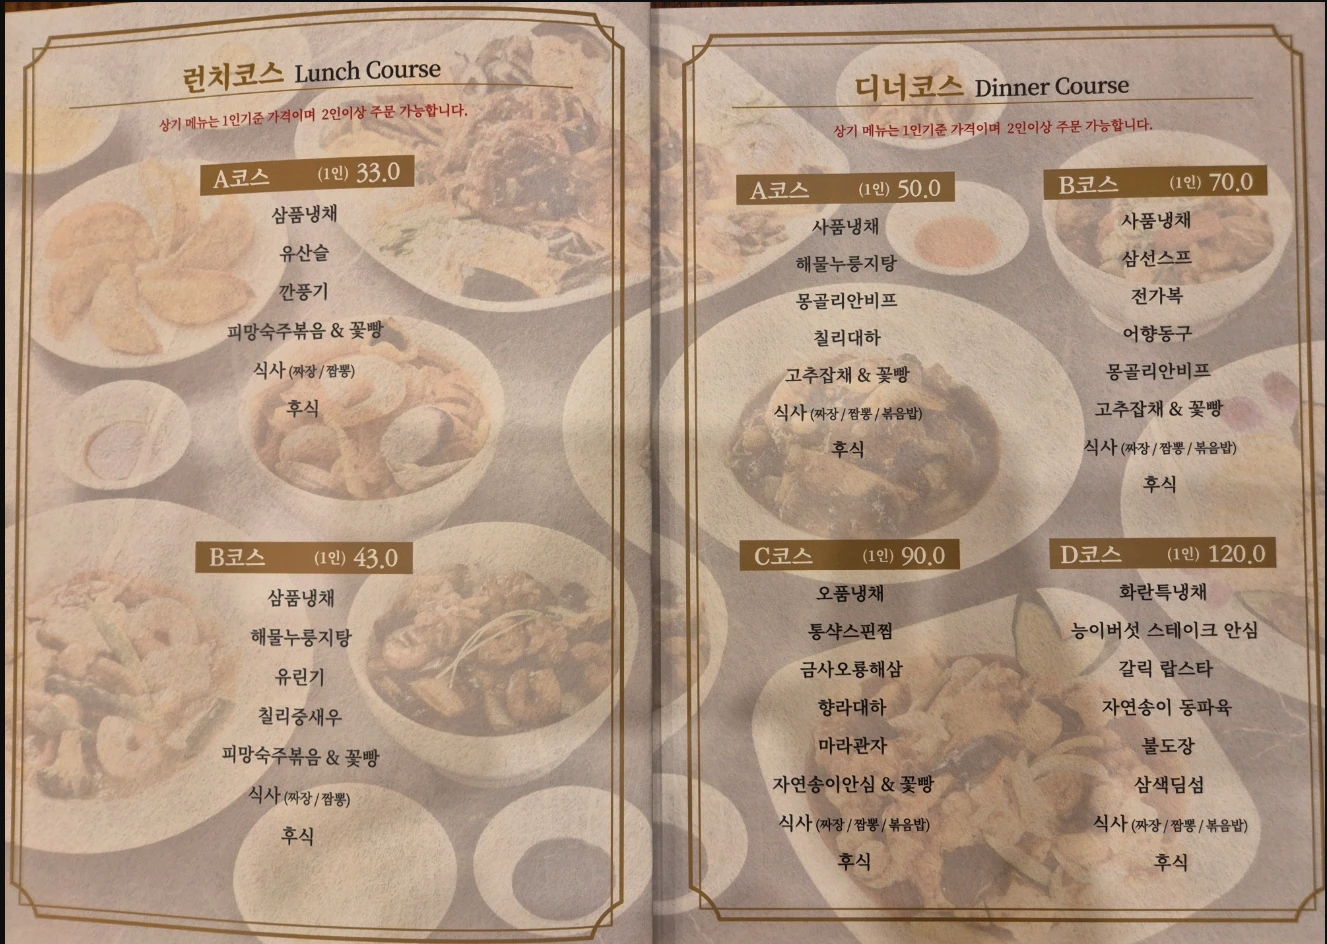 런치코스 Lunch Course
상기 메뉴는 1인기준 가격이며 2인이상 주문 가능합니다.
A코스 (1인) 33.0
삼품냉채
유산슬
깐풍기
피망숙주볶음 & 꽃빵
식사 (짜장 / 짬뽕)
후식
B코스 (1인) 43.0
삼품냉채
해물누룽지탕
유린기
칠리중새우
피망숙주볶음 & 꽃빵
식사 (짜장 / 짬뽕)
후식
디너코스 Dinner Course
상기 메뉴는 1인기준 가격이며 2인이상 주문 가능합니다.
A코스 (1인) 50.0
사품냉채
해물누룽지탕
몽골리안비프
칠리대하
고추잡채 & 꽃빵
식사 (짜장 / 짬뽕 / 볶음밥)
후식
B코스 (1인) 70.0
사품냉채
삼선스프
전가복
어향동구
몽골리안비프
고추잡채 & 꽃빵
식사 (짜장 / 짬뽕 / 볶음밥)
후식
C코스 (1인) 90.0
오품냉채
통샥스핀찜
금사오룡해삼
향라대하
마라관자
자연송이안심 & 꽃빵
식사 (짜장 / 짬뽕 / 볶음밥)
후식
D코스 (1인) 120.0
화란특냉채
능이버섯 스테이크 안심
갈릭 랍스타
자연송이 동파육
불도장
삼색딤섬
식사 (짜장 / 짬뽕 / 볶음밥)
후식